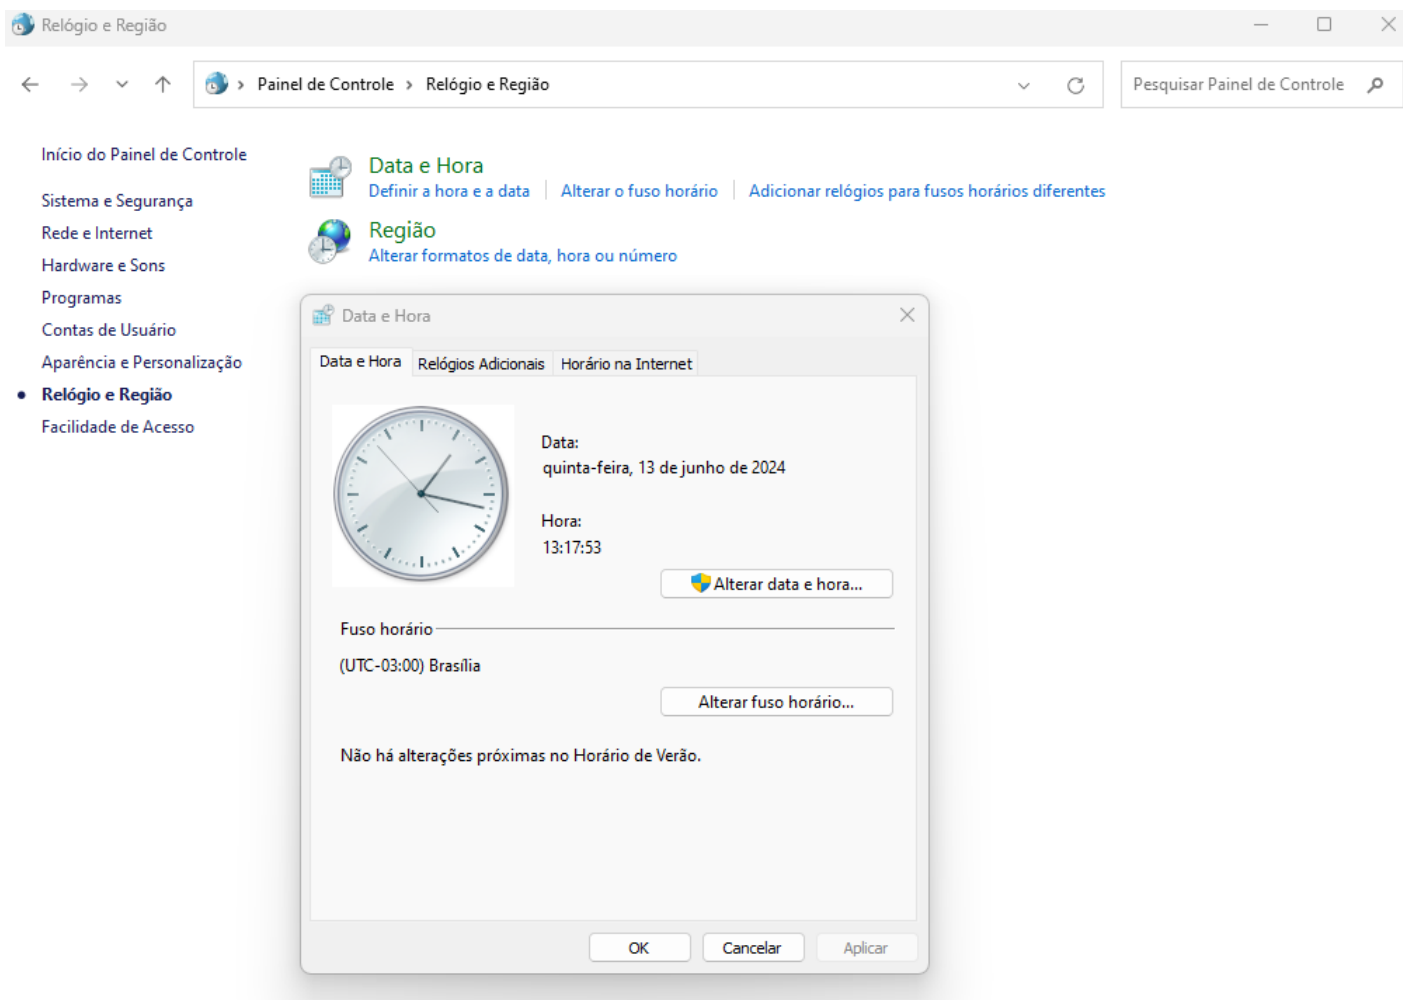 Relógio e Região
Painel de Controle > Relógio e Região
Pesquisar Painel de Controle
Início do Painel de Controle
Sistema e Segurança
Rede e Internet
Hardware e Sons
Programas
Contas de Usuário
Aparência e Personalização
Relógio e Região
Facilidade de Acesso
Data e Hora
Definir a hora e a data | Alterar o fuso horário | Adicionar relógios para fusos horários diferentes
Região
Alterar formatos de data, hora ou número
Data e Hora
Data e Hora Relógios Adicionais Horário na Internet
Data:
quinta-feira, 13 de junho de 2024
Hora:
13:17:53
Alterar data e hora...
Fuso horário
(UTC-03:00) Brasília
Alterar fuso horário...
Não há alterações próximas no Horário de Verão.
OK Cancelar Aplicar